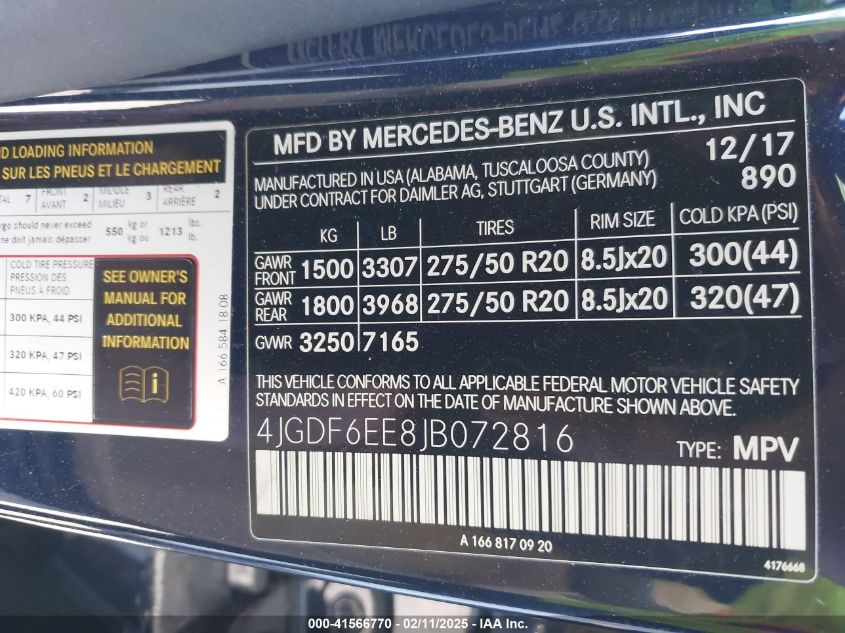 ND LOADING INFORMATION
SUR LES PNEUS ET LE CHARGEMENT
TAL 7 FRONT AVANT 2 MIDDLE MILIEU 3 REAR ARRIÈRE 2
rgo should never exceed 550 kg or 1213 lbs.
ne doit jamais dépasser kg ou lb.
COLD TIRE PRESSURE
PRESSION DES
PNEUS À FROID
300 KPA, 44 PSI
320 KPA, 47 PSI
420 KPA, 60 PSI
SEE OWNER'S
MANUAL FOR
ADDITIONAL
INFORMATION
i
A 166 584 18 08
MFD BY MERCEDES-BENZ U.S. INTL., INC
12/17
MANUFACTURED IN USA (ALABAMA, TUSCALOOSA COUNTY)
UNDER CONTRACT FOR DAIMLER AG, STUTTGART (GERMANY)
890
KG LB TIRES RIM SIZE COLD KPA (PSI)
GAWR FRONT 1500 3307 275/50 R20 8.5Jx20 300(44)
GAWR REAR 1800 3968 275/50 R20 8.5Jx20 320(47)
GVWR 3250 7165
THIS VEHICLE CONFORMS TO ALL APPLICABLE FEDERAL MOTOR VEHICLE SAFETY
STANDARDS IN EFFECT ON THE DATE OF MANUFACTURE SHOWN ABOVE.
4JGDF6EE8JB072816 TYPE: MPV
A 166 817 09 20
4176668
000-41566770 - 02/11/2025 - IAA Inc.